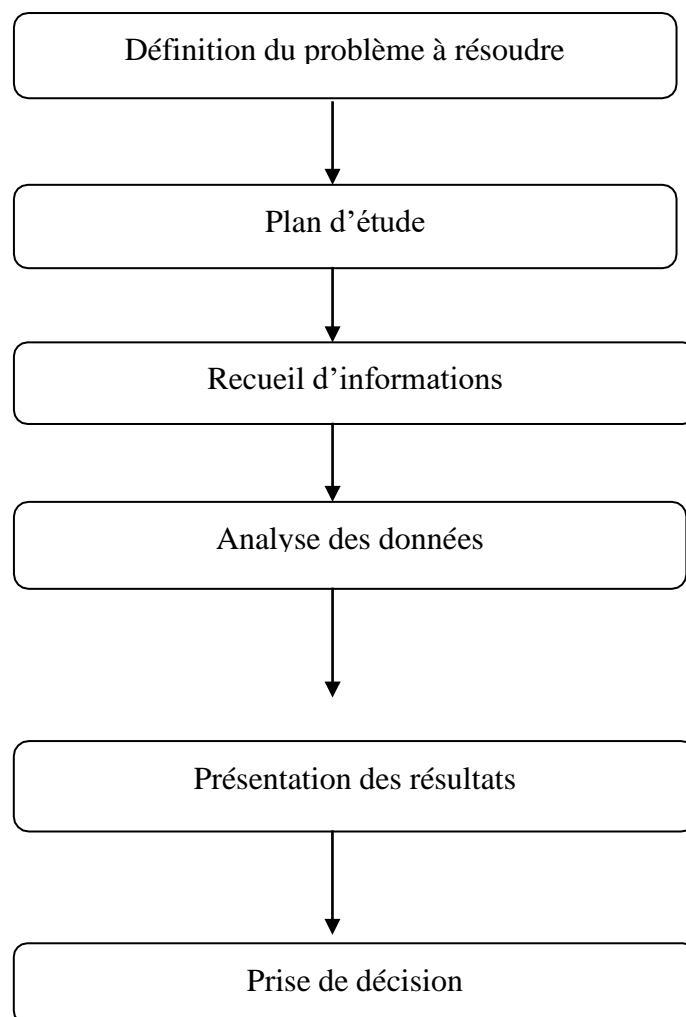 Définition du problème à résoudre
Plan d’étude
Recueil d’informations
Analyse des données
Présentation des résultats
Prise de décision